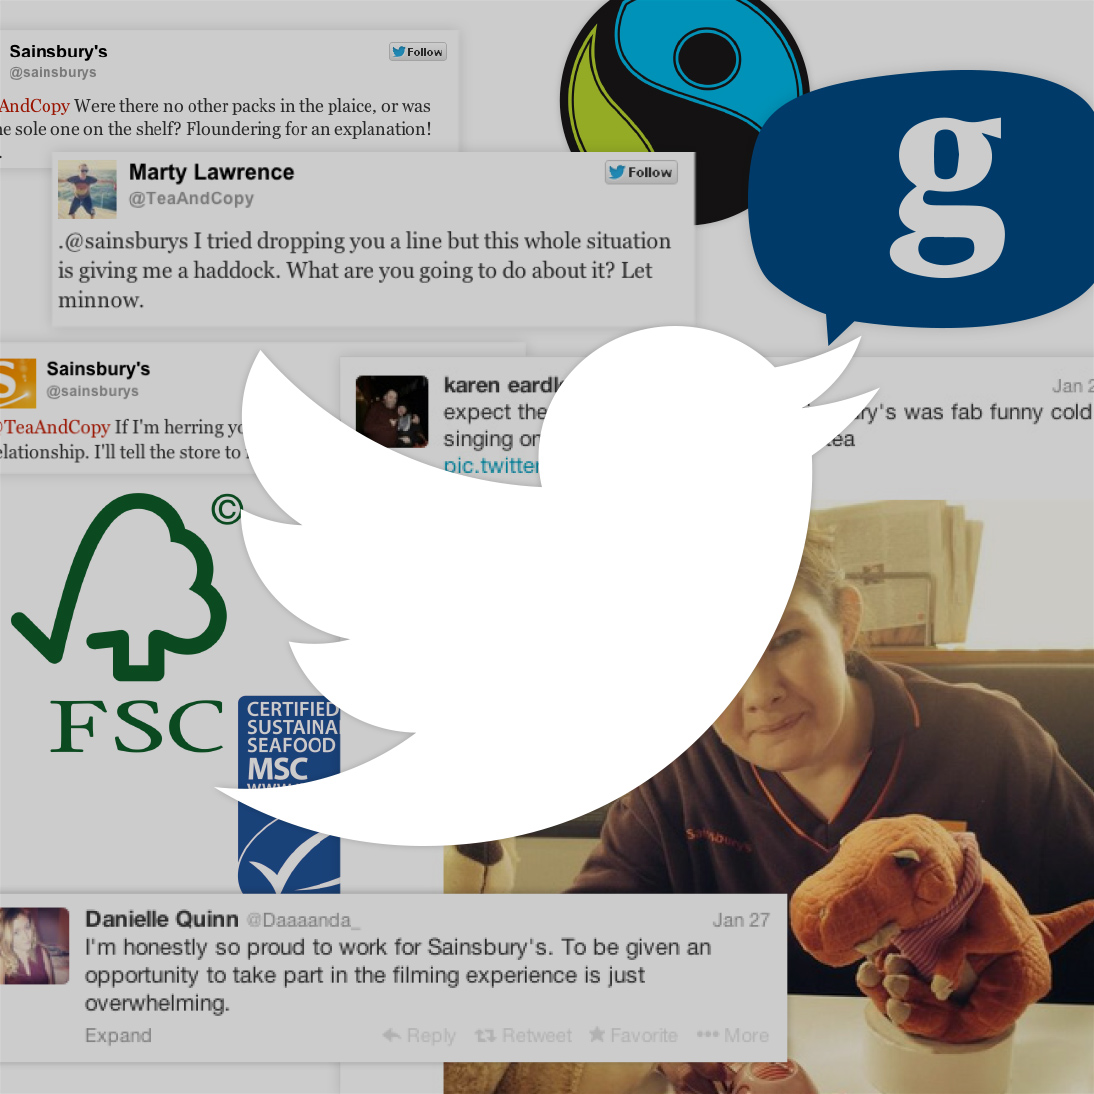 Sainsbury's
@sainsburys
Follow
AndCopy Were there no other packs in the plaice, or was
sole one on the shelf? Floundering for an explanation!
.
g
Marty Lawrence
@TeaAndCopy
Follow
.@sainsburys I tried dropping you a line but this whole situation
is giving me a haddock. What are you going to do about it? Let
minnow.
Sainsbury's
@sainsburys
TeaAndCopy If I'm herring
elationship. I'll tell the store to
karen
Jan 2
expect the
ry's was fab funny cold
singing
tea
pic.twitter
©
FSC
CERTIFIED
SUSTAINA
SEAFOOD
MSC
Sainsbury's
Danielle Quinn @Daaaanda_
Jan 27
I'm honestly so proud to work for Sainsbury's. To be given an
opportunity to take part in the filming experience is just
overwhelming.
Expand
Reply Retweet Favorite More